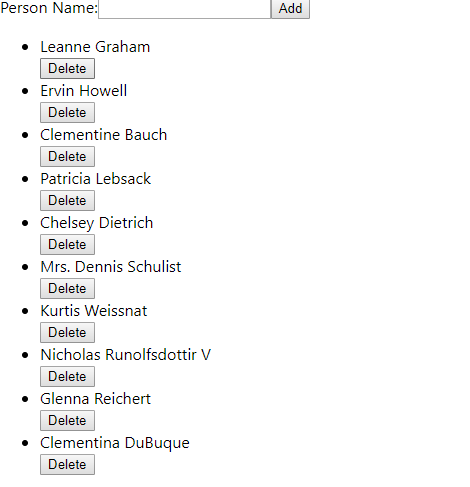 Person Name: Add
Leanne Graham
Delete
Ervin Howell
Delete
Clementine Bauch
Delete
Patricia Lebsack
Delete
Chelsey Dietrich
Delete
Mrs. Dennis Schulist
Delete
Kurtis Weissnat
Delete
Nicholas Runolfsdottir V
Delete
Glenna Reichert
Delete
Clementina DuBuque
Delete